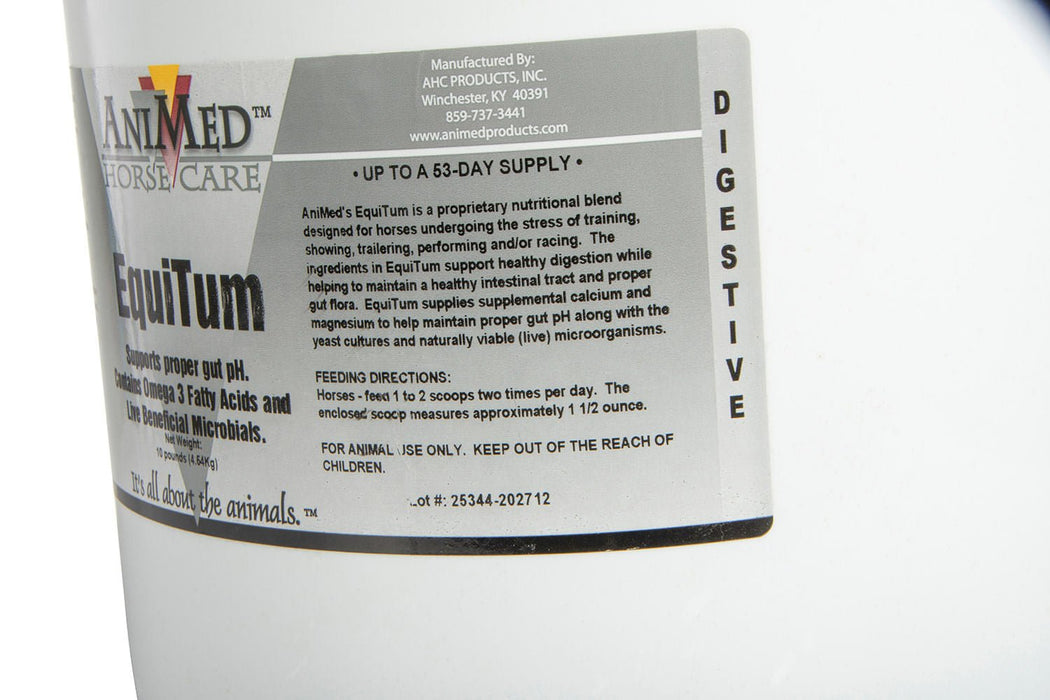 ANIMED™
HORSE CARE
EquiTum
Supports proper gut pH.
Contains Omega 3 Fatty Acids and
Live Beneficial Microbials.
Net Weight:
10 pounds (4.54Kg)
It's all about the animals.™
Manufactured By:
AHC PRODUCTS, INC.
Winchester, KY 40391
859-737-3441
www.animedproducts.com
• UP TO A 53-DAY SUPPLY •
AniMed's EquiTum is a proprietary nutritional blend
designed for horses undergoing the stress of training,
showing, trailering, performing and/or racing. The
ingredients in EquiTum support healthy digestion while
helping to maintain a healthy intestinal tract and proper
gut flora. EquiTum supplies supplemental calcium and
magnesium to help maintain proper gut pH along with the
yeast cultures and naturally viable (live) microorganisms.
FEEDING DIRECTIONS:
Horses - feed 1 to 2 scoops two times per day. The
enclosed scoop measures approximately 1 1/2 ounce.
FOR ANIMAL USE ONLY. KEEP OUT OF THE REACH OF
CHILDREN.
Lot #: 25344-202712
DIGESTIVE